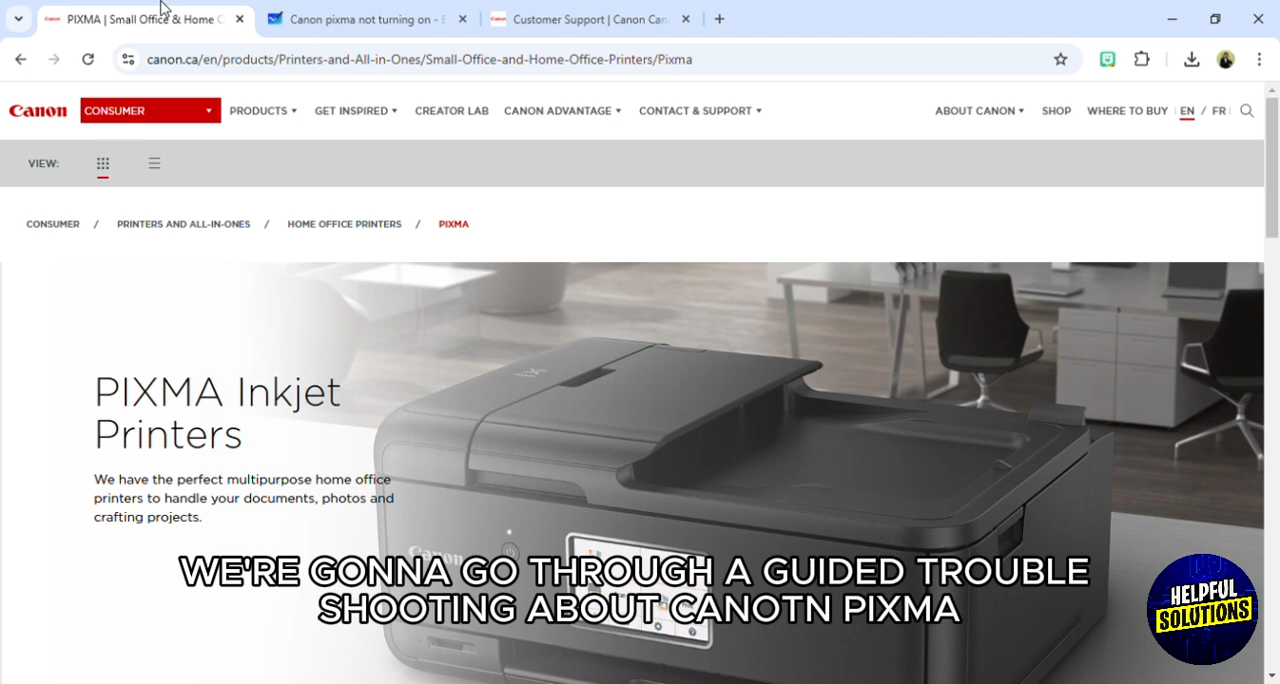 PIXMA | Small Office & Home C
Canon pixma not turning on - E
Customer Support | Canon Can
canon.ca/en/products/Printers-and-All-in-Ones/Small-Office-and-Home-Office-Printers/Pixma
Canon
CONSUMER
PRODUCTS
GET INSPIRED
CREATOR LAB
CANON ADVANTAGE
CONTACT & SUPPORT
ABOUT CANON
SHOP
WHERE TO BUY
EN / FR
VIEW:
CONSUMER / PRINTERS AND ALL-IN-ONES / HOME OFFICE PRINTERS / PIXMA
PIXMA Inkjet
Printers
We have the perfect multipurpose home office
printers to handle your documents, photos and
crafting projects.
Canon
WE'RE GONNA GO THROUGH A GUIDED TROUBLE
SHOOTING ABOUT CANOTN PIXMA
HELPFUL
SOLUTIONS